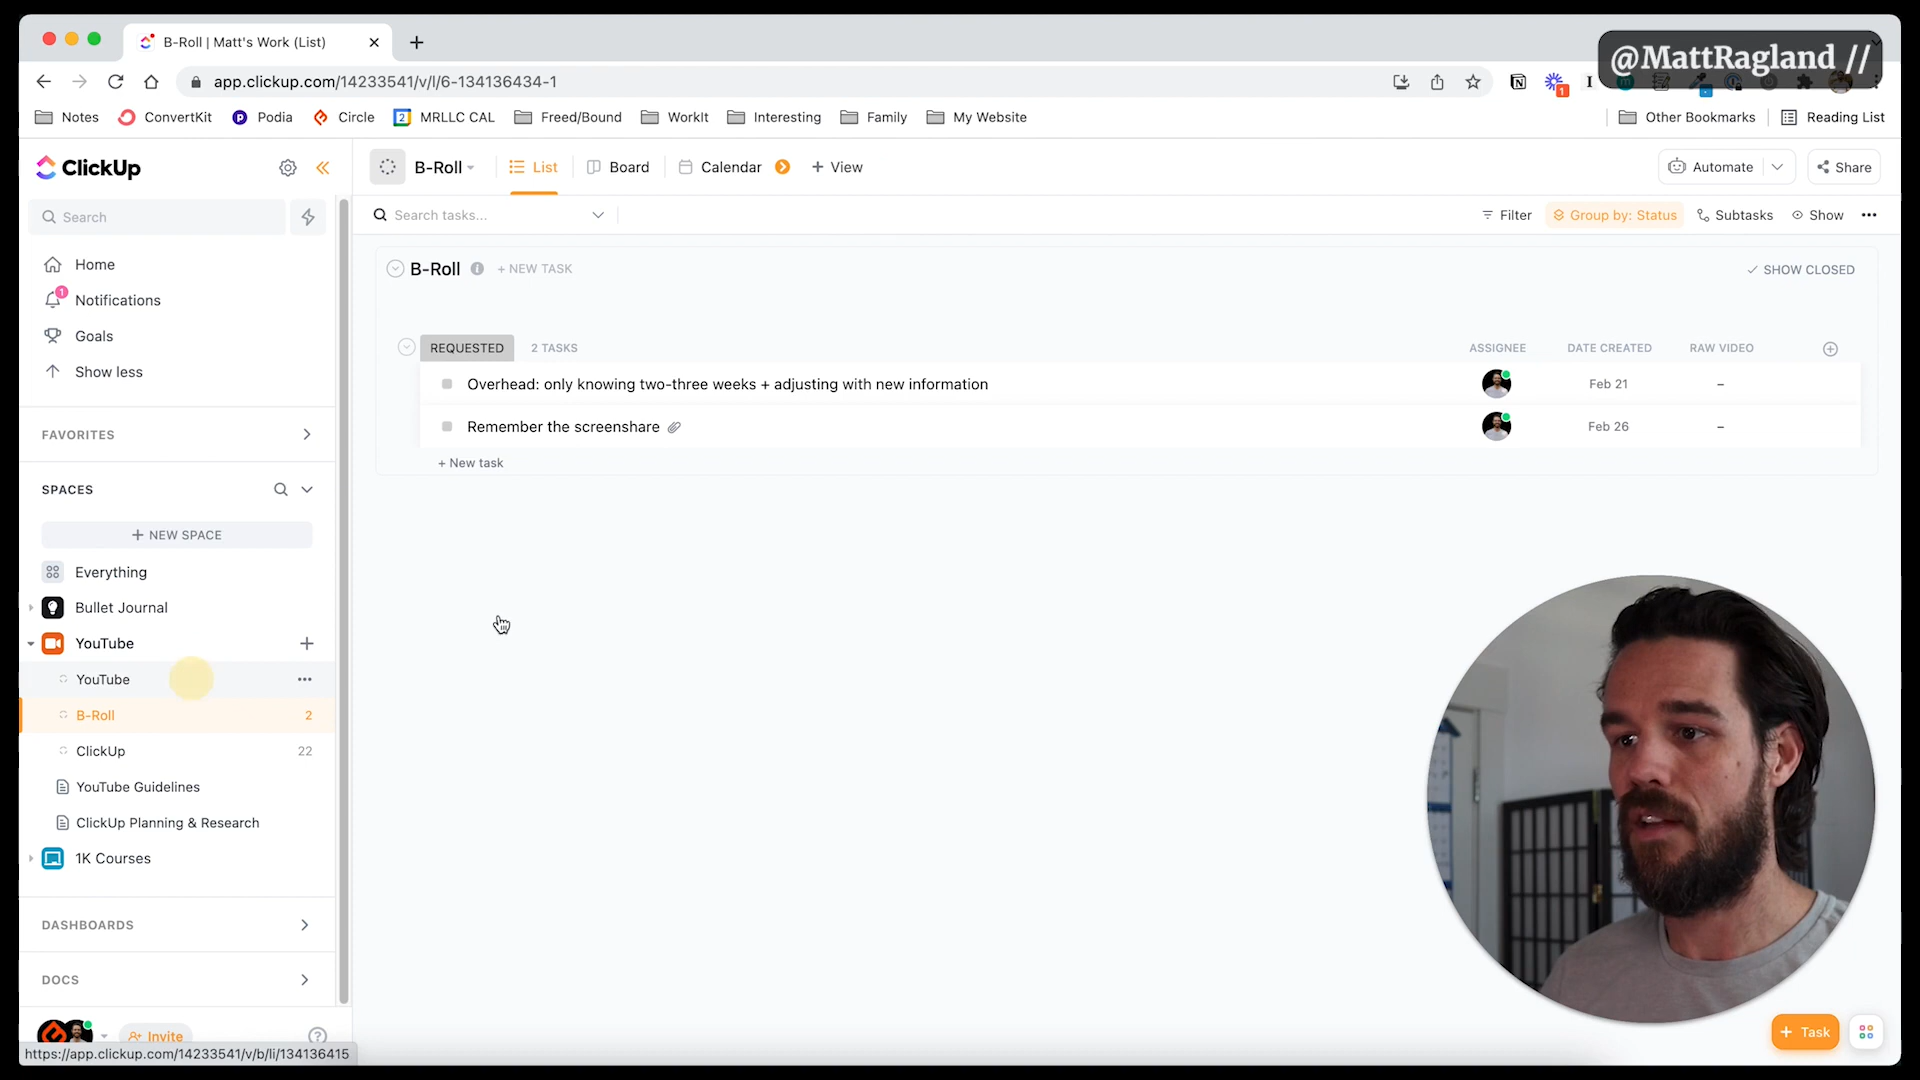 B-Roll | Matt's Work (List)
@MattRagland //
app.clickup.com/14233541/v/l/6-134136434-1
1
Notes
ConvertKit
Podia
Circle
2
MRLLC CAL
Freed/Bound
WorkIt
Interesting
Family
My Website
Other Bookmarks
Reading List
ClickUp
B-Roll
List
Board
Calendar
+ View
Automate
Share
Search
Search tasks...
Filter
Group by: Status
Subtasks
Show
Home
1
Notifications
Goals
Show less
B-Roll
+ NEW TASK
SHOW CLOSED
REQUESTED
2 TASKS
ASSIGNEE
DATE CREATED
RAW VIDEO
Overhead: only knowing two-three weeks + adjusting with new information
Feb 21
–
Remember the screenshare
Feb 26
–
+ New task
FAVORITES
SPACES
+ NEW SPACE
Everything
Bullet Journal
YouTube
YouTube
B-Roll
2
ClickUp
22
YouTube Guidelines
ClickUp Planning & Research
1K Courses
DASHBOARDS
DOCS
Invite
https://app.clickup.com/14233541/v/b/li/134136415
+ Task